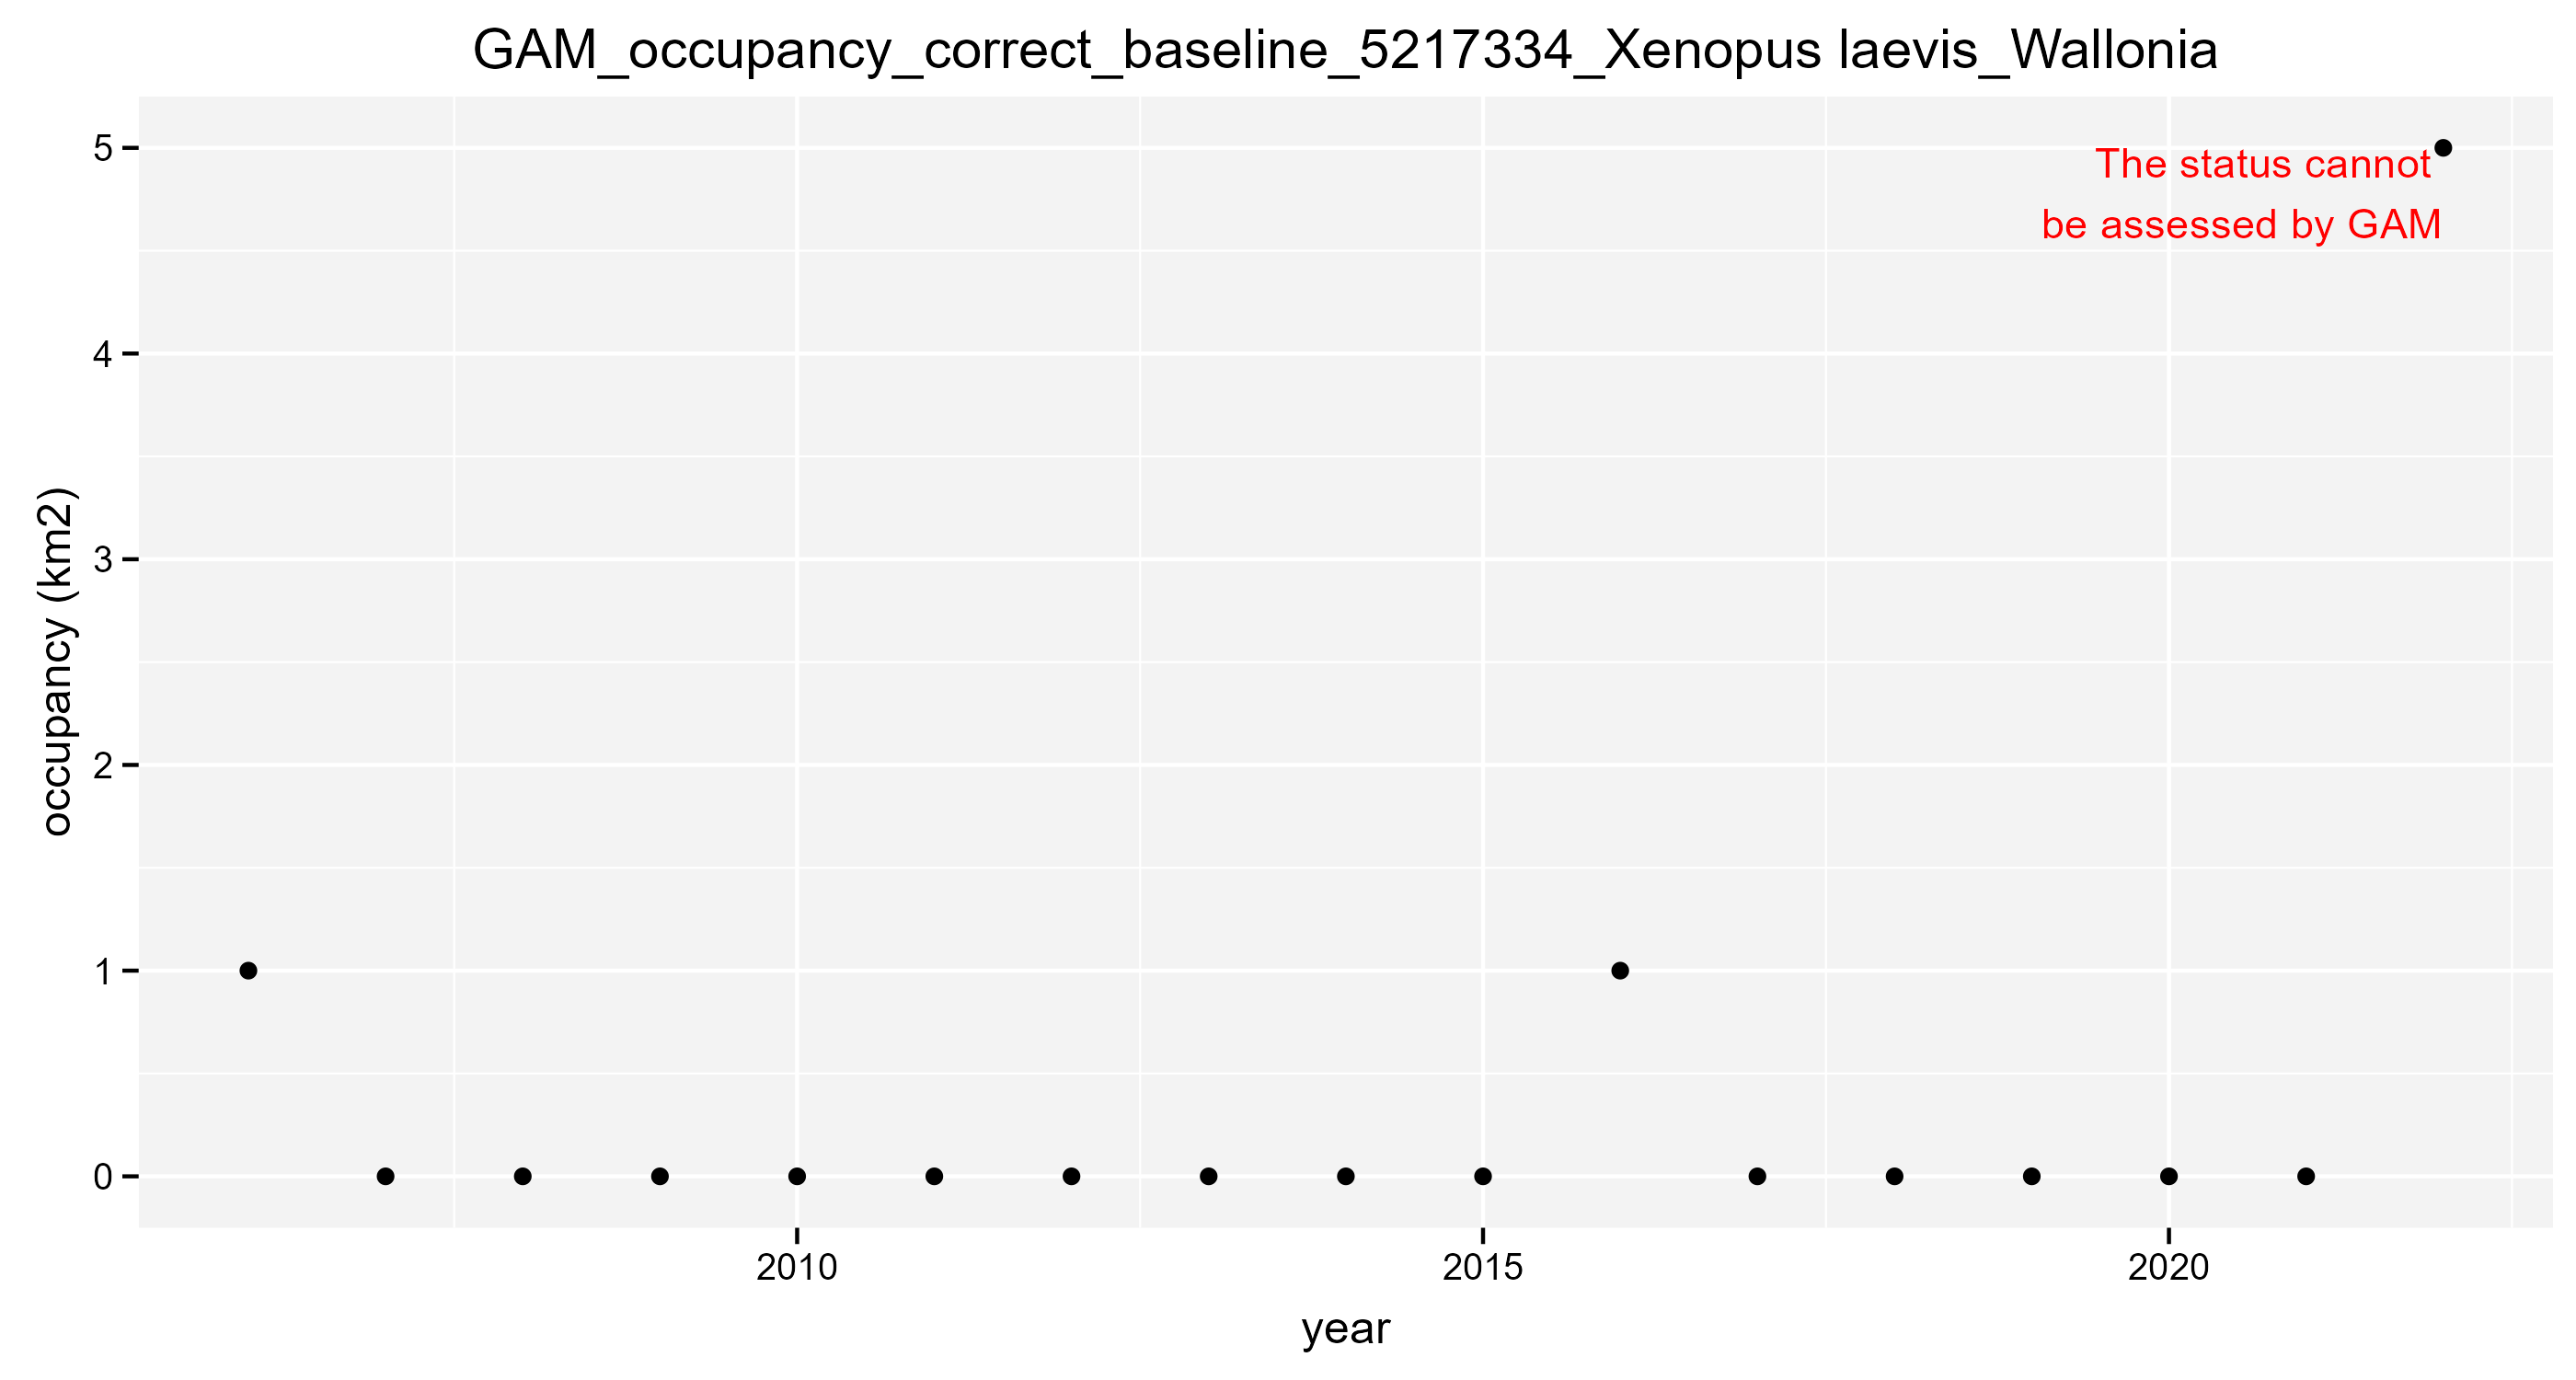 GAM_occupancy_correct_baseline_5217334_Xenopus laevis_Wallonia
The status cannot
be assessed by GAM
occupancy (km2)
5
4
3
2
1
0
2010
2015
2020
year